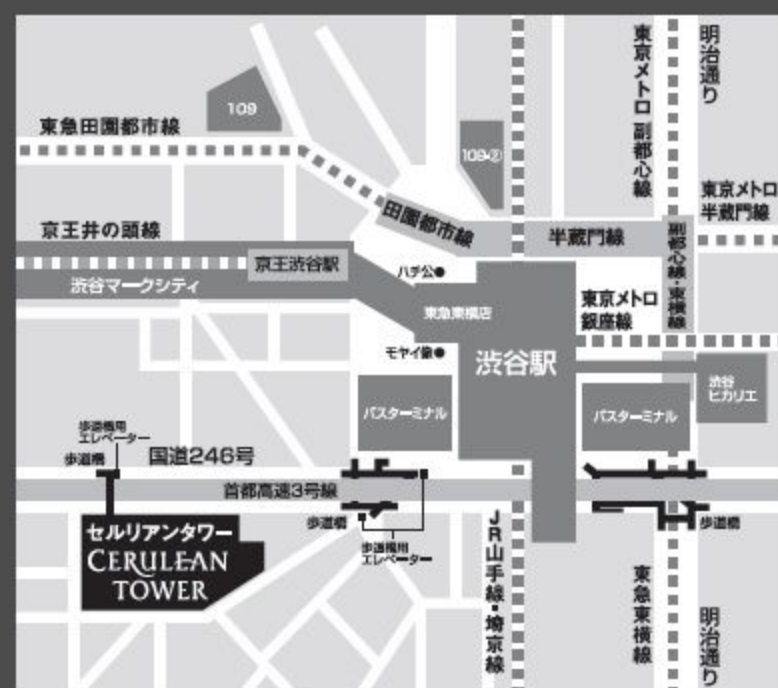 109
東急田園都市線
109-②
東京メトロ 副都心線
明治通り
東京メトロ
半蔵門線
田園都市線
半蔵門線
副都心線・東横線
京王井の頭線
京王渋谷駅
渋谷マークシティ
ハチ公
東急東横店
モヤイ像
渋谷駅
東京メトロ
銀座線
渋谷
ヒカリエ
バスターミナル
バスターミナル
歩道橋用
エレベーター
歩道橋
国道246号
首都高速3号線
歩道橋
歩道橋用
エレベーター
歩道橋
セルリアンタワー
CERULEAN
TOWER
JR山手線・埼京線
東急東横線
明治通り